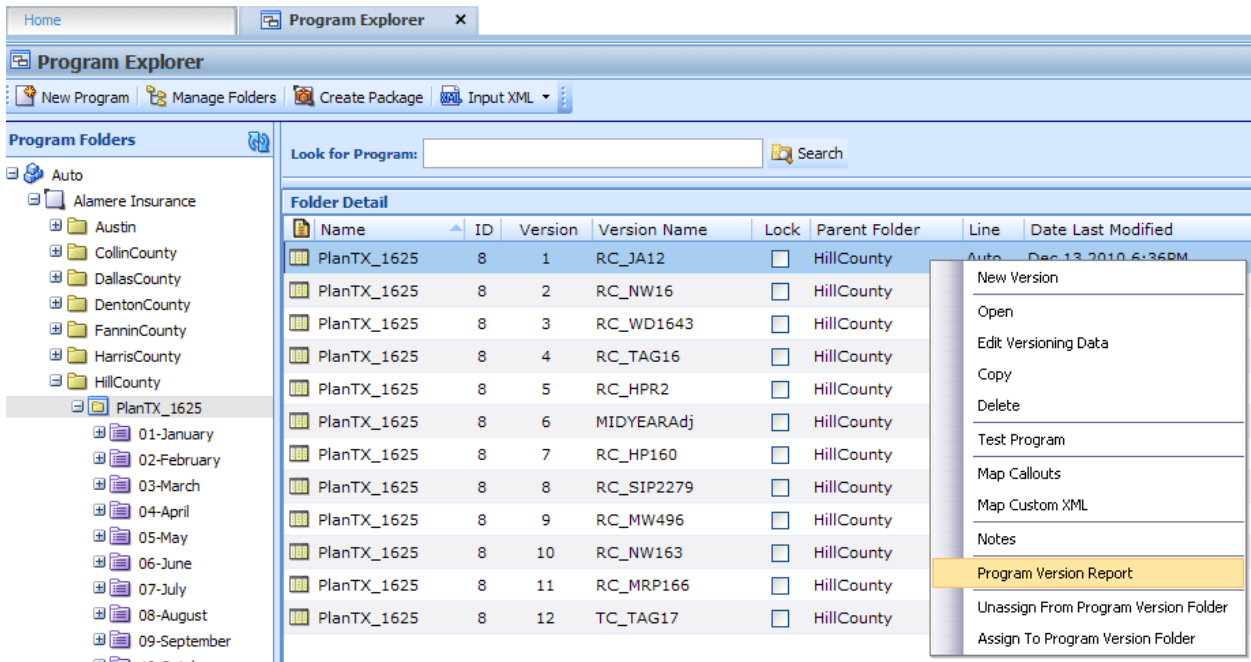 Home
Program Explorer x
Program Explorer
New Program Manage Folders Create Package XML Input XML
Program Folders
Look for Program: Search
Auto
Alamere Insurance
Austin
CollinCounty
DallasCounty
DentonCounty
FanninCounty
HarrisCounty
HillCounty
PlanTX_1625
01-January
02-February
03-March
04-April
05-May
06-June
07-July
08-August
09-September
Folder Detail
Name ID Version Version Name Lock Parent Folder Line Date Last Modified
PlanTX_1625 8 1 RC_JA12 HillCounty Auto Dec 13 2010 6:36PM
PlanTX_1625 8 2 RC_NW16 HillCounty
PlanTX_1625 8 3 RC_WD1643 HillCounty
PlanTX_1625 8 4 RC_TAG16 HillCounty
PlanTX_1625 8 5 RC_HPR2 HillCounty
PlanTX_1625 8 6 MIDYEARAdj HillCounty
PlanTX_1625 8 7 RC_HP160 HillCounty
PlanTX_1625 8 8 RC_SIP2279 HillCounty
PlanTX_1625 8 9 RC_MW496 HillCounty
PlanTX_1625 8 10 RC_NW163 HillCounty
PlanTX_1625 8 11 RC_MRP166 HillCounty
PlanTX_1625 8 12 TC_TAG17 HillCounty
New Version
Open
Edit Versioning Data
Copy
Delete
Test Program
Map Callouts
Map Custom XML
Notes
Program Version Report
Unassign From Program Version Folder
Assign To Program Version Folder